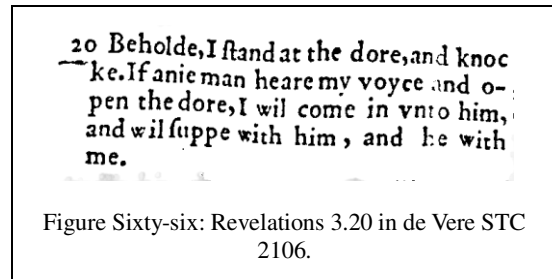 20 Beholde,I ſtand at the dore,and knoc
ke.If anie man heare my voyce and o-
pen the dore,I wil come in vnto him,
and wil ſuppe with him , and he with
me.
Figure Sixty-six: Revelations 3.20 in de Vere STC
2106.